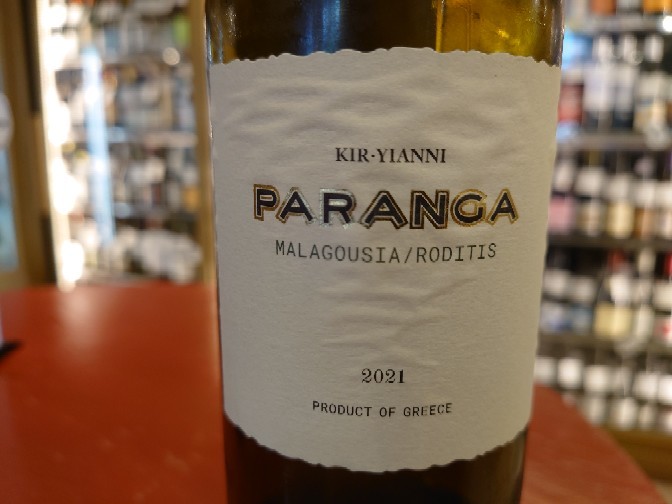 KIR-YIANNI
PARANGA
MALAGOUSIA/RODITIS
2021
PRODUCT OF GREECE